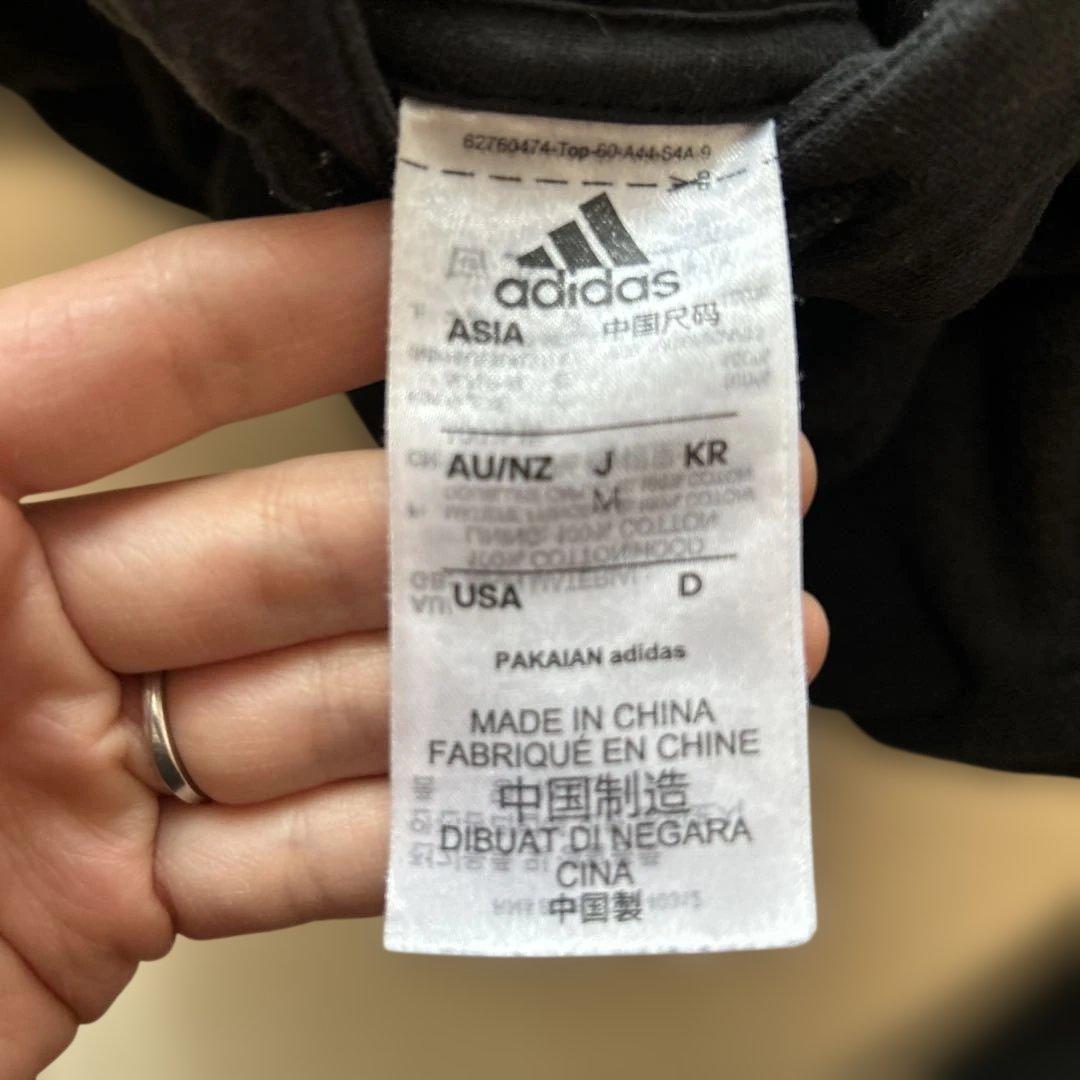 62760474-Top-60-A44-S4A-9
adidas
ASIA 中国尺码
AU/NZ J KR
M
USA D
PAKAIAN adidas
MADE IN CHINA
FABRIQUÉ EN CHINE
中国制造
DIBUAT DI NEGARA
CINA
中国製